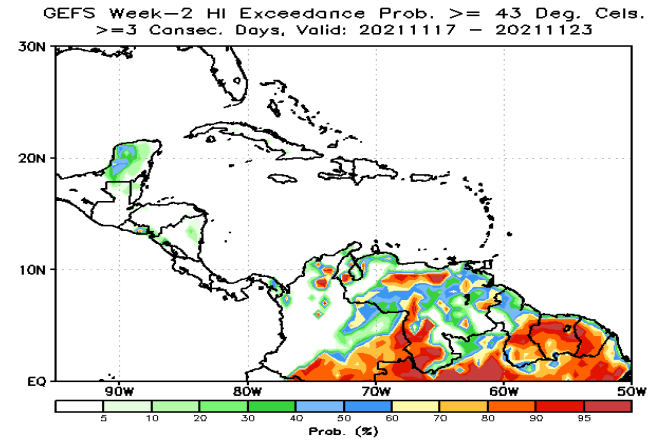 GEFS Week-2 HI Exceedance Prob. >= 43 Deg. Cels.
>=3 Consec. Days, Valid: 20211117 - 20211123
30N
20N
10N
EQ
90W 80W 70W 60W 50W
5 10 20 30 40 50 60 70 80 90 95
Prob. (%)